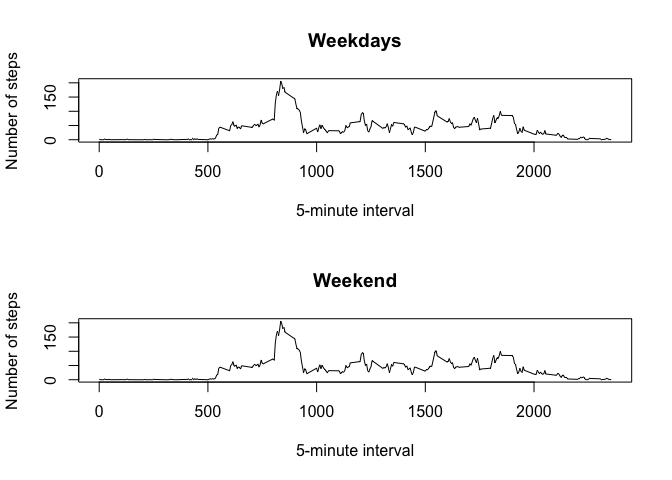 Weekdays
Number of steps
0 150
0 500 1000 1500 2000
5-minute interval
Weekend
Number of steps
0 150
0 500 1000 1500 2000
5-minute interval